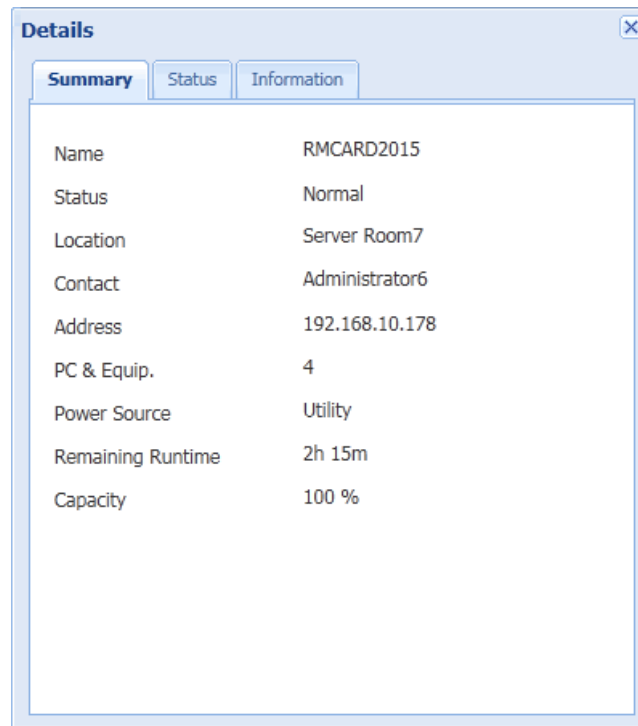 Details
Summary Status Information
Name RMCARD2015
Status Normal
Location Server Room7
Contact Administrator6
Address 192.168.10.178
PC & Equip. 4
Power Source Utility
Remaining Runtime 2h 15m
Capacity 100 %